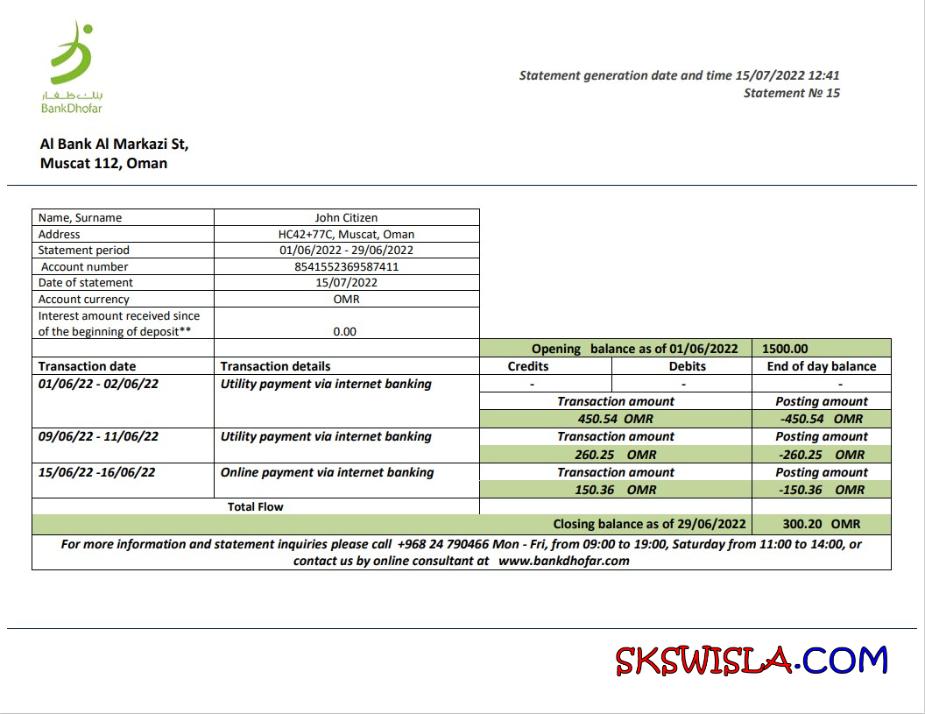 بنك ظفار
BankDhofar
Statement generation date and time 15/07/2022 12:41
Statement № 15
Al Bank Al Markazi St,
Muscat 112, Oman
Name, Surname John Citizen
Address HC42+77C, Muscat, Oman
Statement period 01/06/2022 - 29/06/2022
Account number 8541552369587411
Date of statement 15/07/2022
Account currency OMR
Interest amount received since
of the beginning of deposit** 0.00
Opening balance as of 01/06/2022 1500.00
Transaction date Transaction details Credits Debits End of day balance
01/06/22 - 02/06/22 Utility payment via internet banking - - -
Transaction amount Posting amount
450.54 OMR -450.54 OMR
09/06/22 - 11/06/22 Utility payment via internet banking Transaction amount Posting amount
260.25 OMR -260.25 OMR
15/06/22 -16/06/22 Online payment via internet banking Transaction amount Posting amount
150.36 OMR -150.36 OMR
Total Flow
Closing balance as of 29/06/2022 300.20 OMR
For more information and statement inquiries please call +968 24 790466 Mon - Fri, from 09:00 to 19:00, Saturday from 11:00 to 14:00, or
contact us by online consultant at www.bankdhofar.com
SKSWISLA.COM